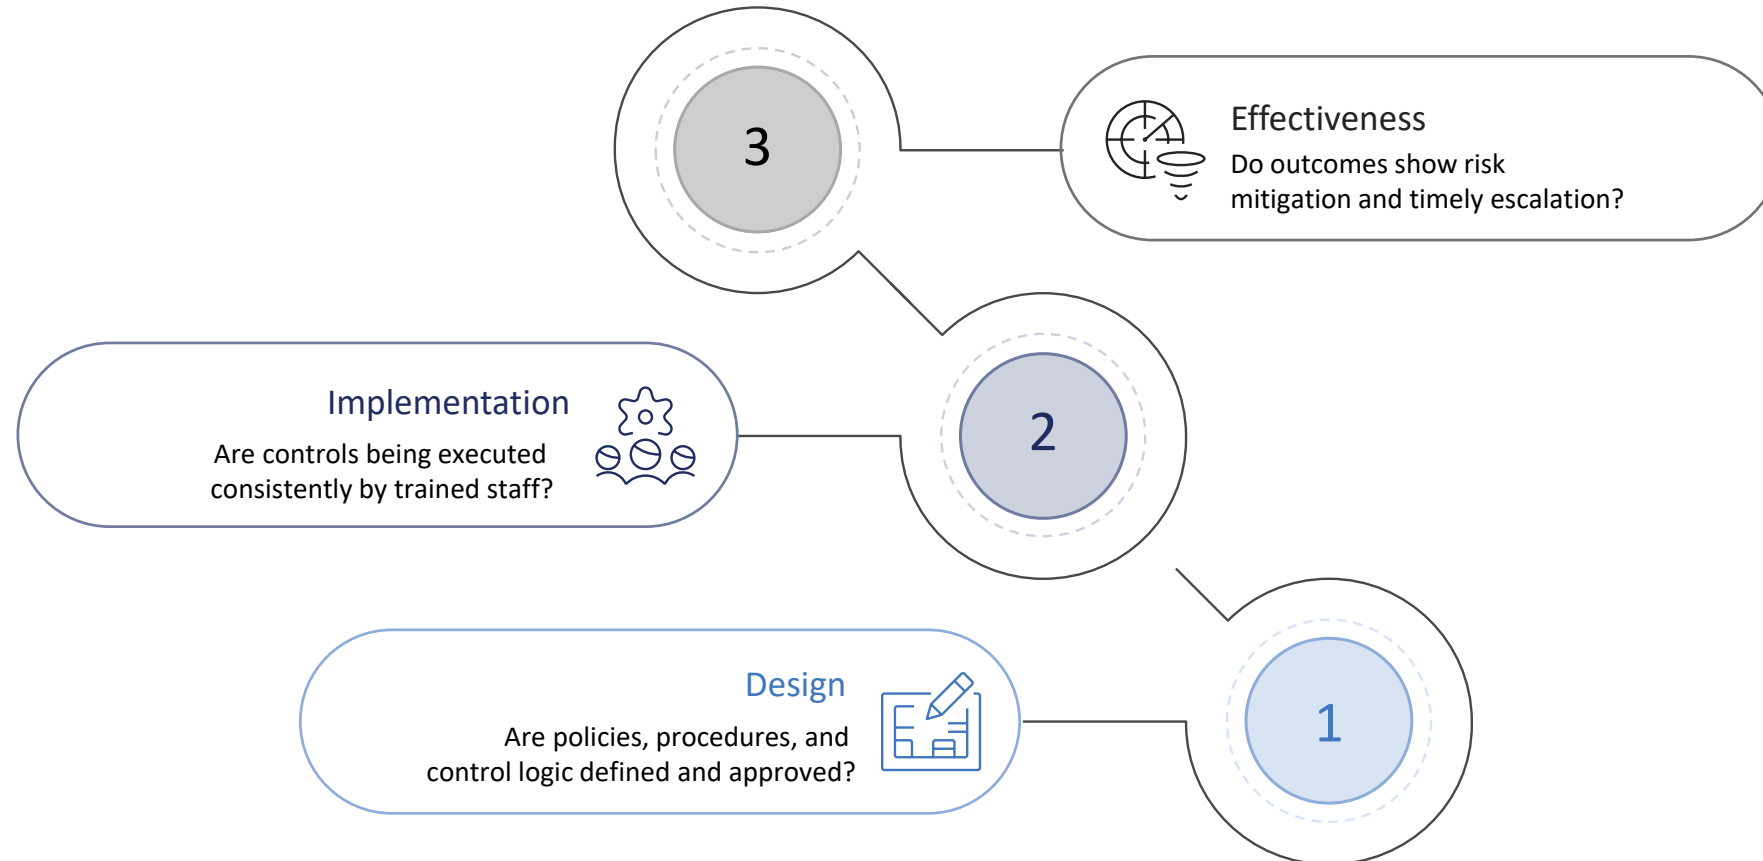 3
Effectiveness
Do outcomes show risk
mitigation and timely escalation?
Implementation
Are controls being executed
consistently by trained staff?
2
Design
Are policies, procedures, and
control logic defined and approved?
1